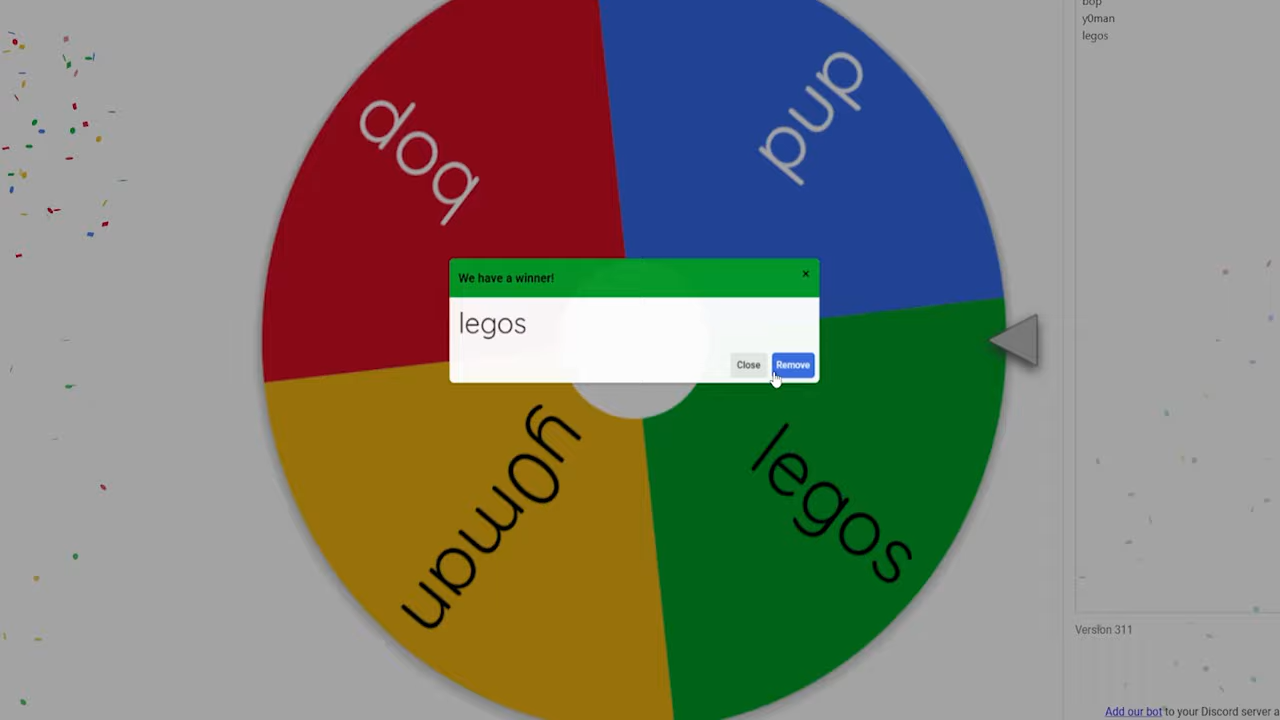 bop
y0man
legos
bop
pup
We have a winner!
×
legos
Close
Remove
y0man
legos
Version 311
Add our bot to your Discord server a